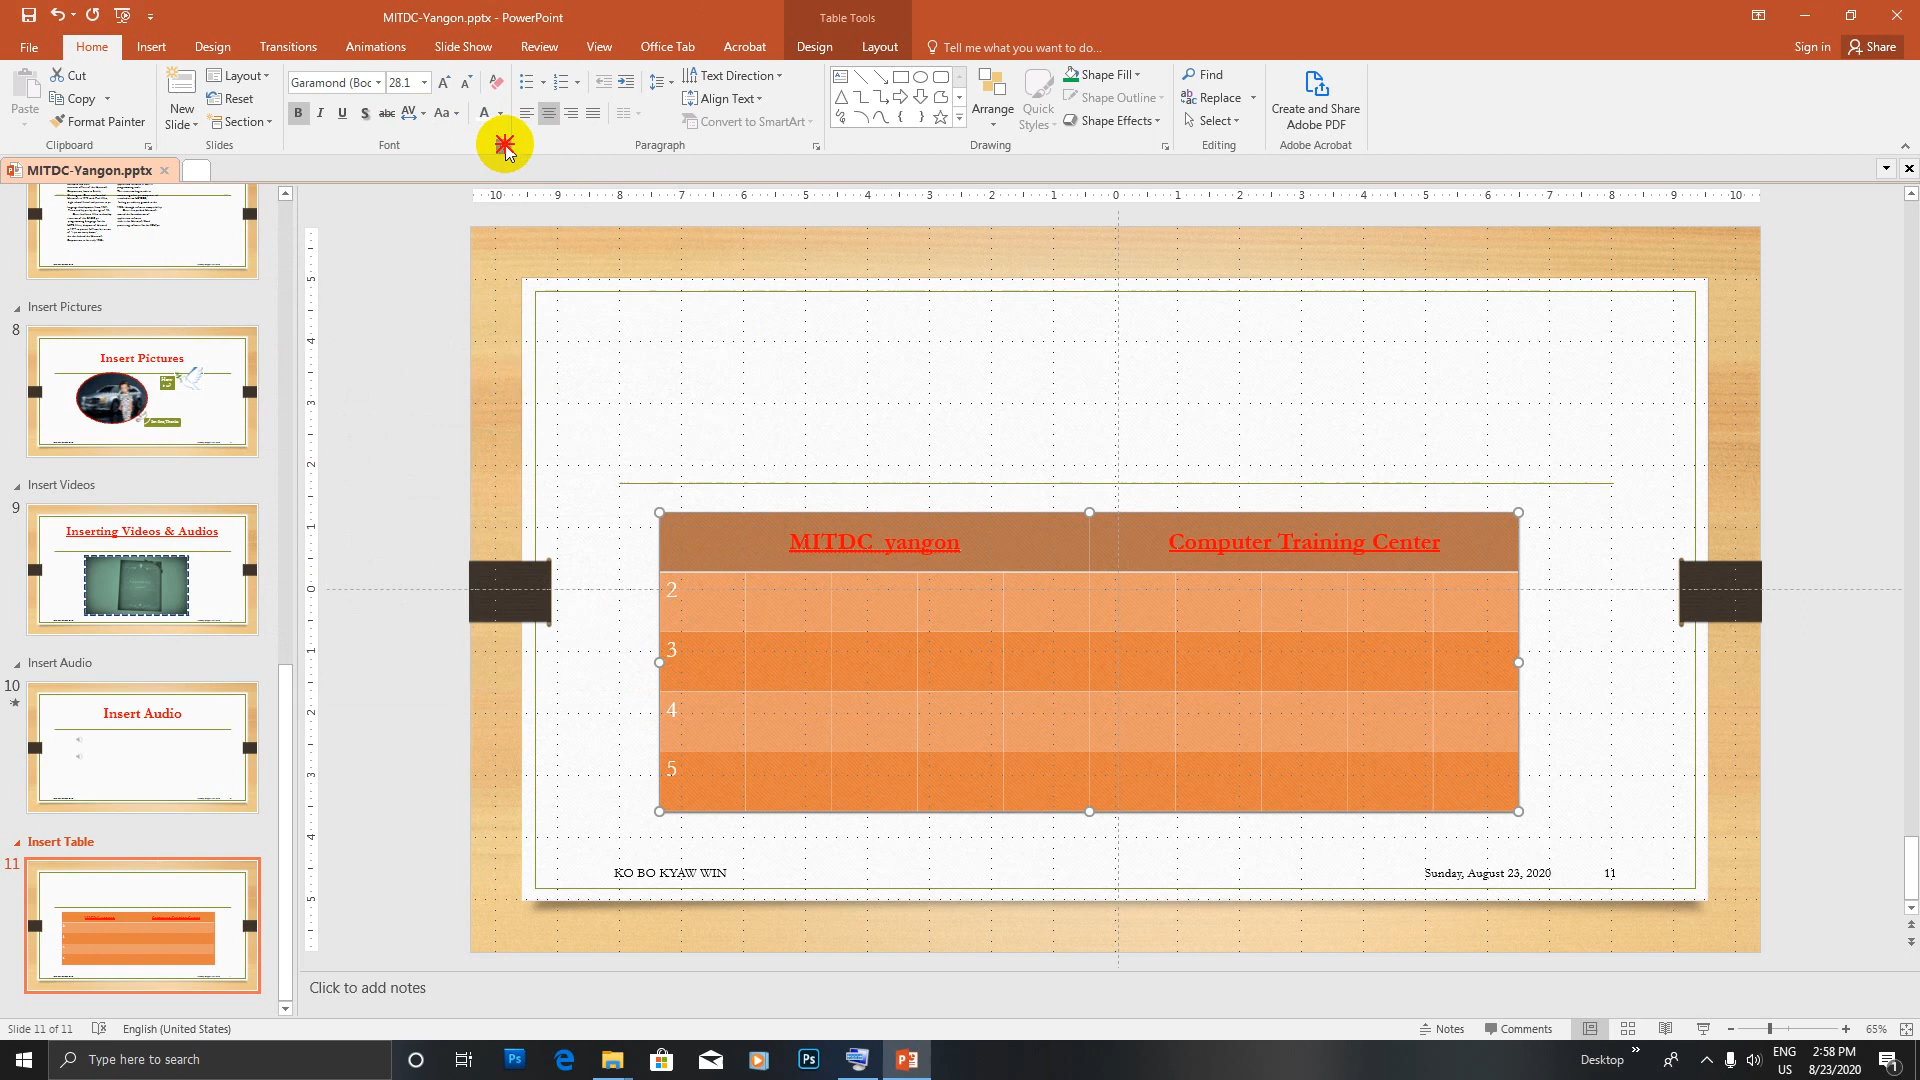 MITDC-Yangon.pptx - PowerPoint
Table Tools
File
Home
Insert
Design
Transitions
Animations
Slide Show
Review
View
Office Tab
Acrobat
Design
Layout
Tell me what you want to do...
Sign in
Share
Paste
Cut
Copy
Format Painter
Clipboard
New
Slide
Layout
Reset
Section
Slides
Garamond (Boc
28.1
Font
Text Direction
Align Text
Convert to SmartArt
Paragraph
Arrange
Quick
Styles
Shape Fill
Shape Outline
Shape Effects
Drawing
Find
Replace
Select
Editing
Create and Share
Adobe PDF
Adobe Acrobat
MITDC-Yangon.pptx
Insert Pictures
8
Insert Pictures
Insert Videos
9
Inserting Videos & Audios
Insert Audio
10
Insert Audio
Insert Table
11
MITDC yangon
Computer Training Center
2
3
4
5
KO BO KYAW WIN
Sunday, August 23, 2020
11
Click to add notes
Slide 11 of 11
English (United States)
Notes
Comments
65%
Type here to search
Desktop
ENG
US
2:58 PM
8/23/2020